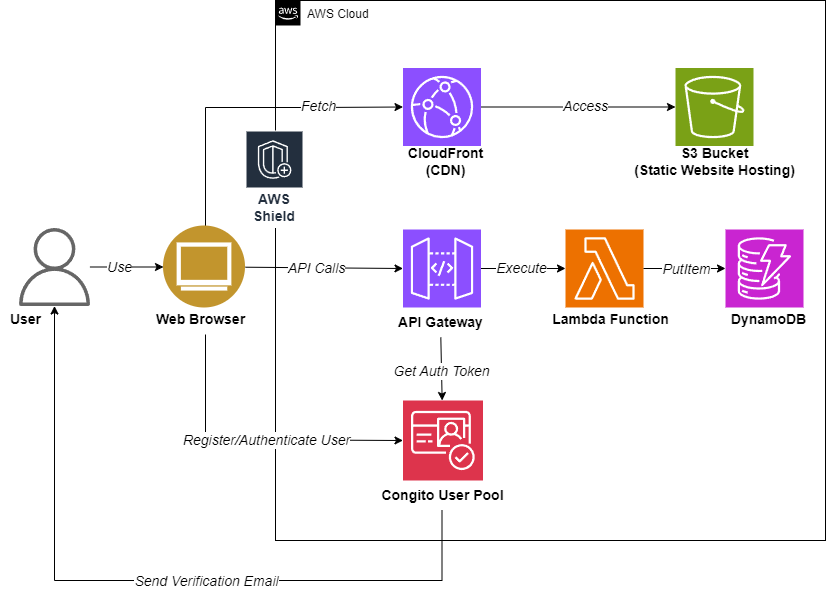 aws
AWS Cloud
Fetch
Access
CloudFront
(CDN)
S3 Bucket
(Static Website Hosting)
AWS
Shield
Use
API Calls
Execute
PutItem
User
Web Browser
API Gateway
Lambda Function
DynamoDB
Get Auth Token
Register/Authenticate User
Congito User Pool
Send Verification Email